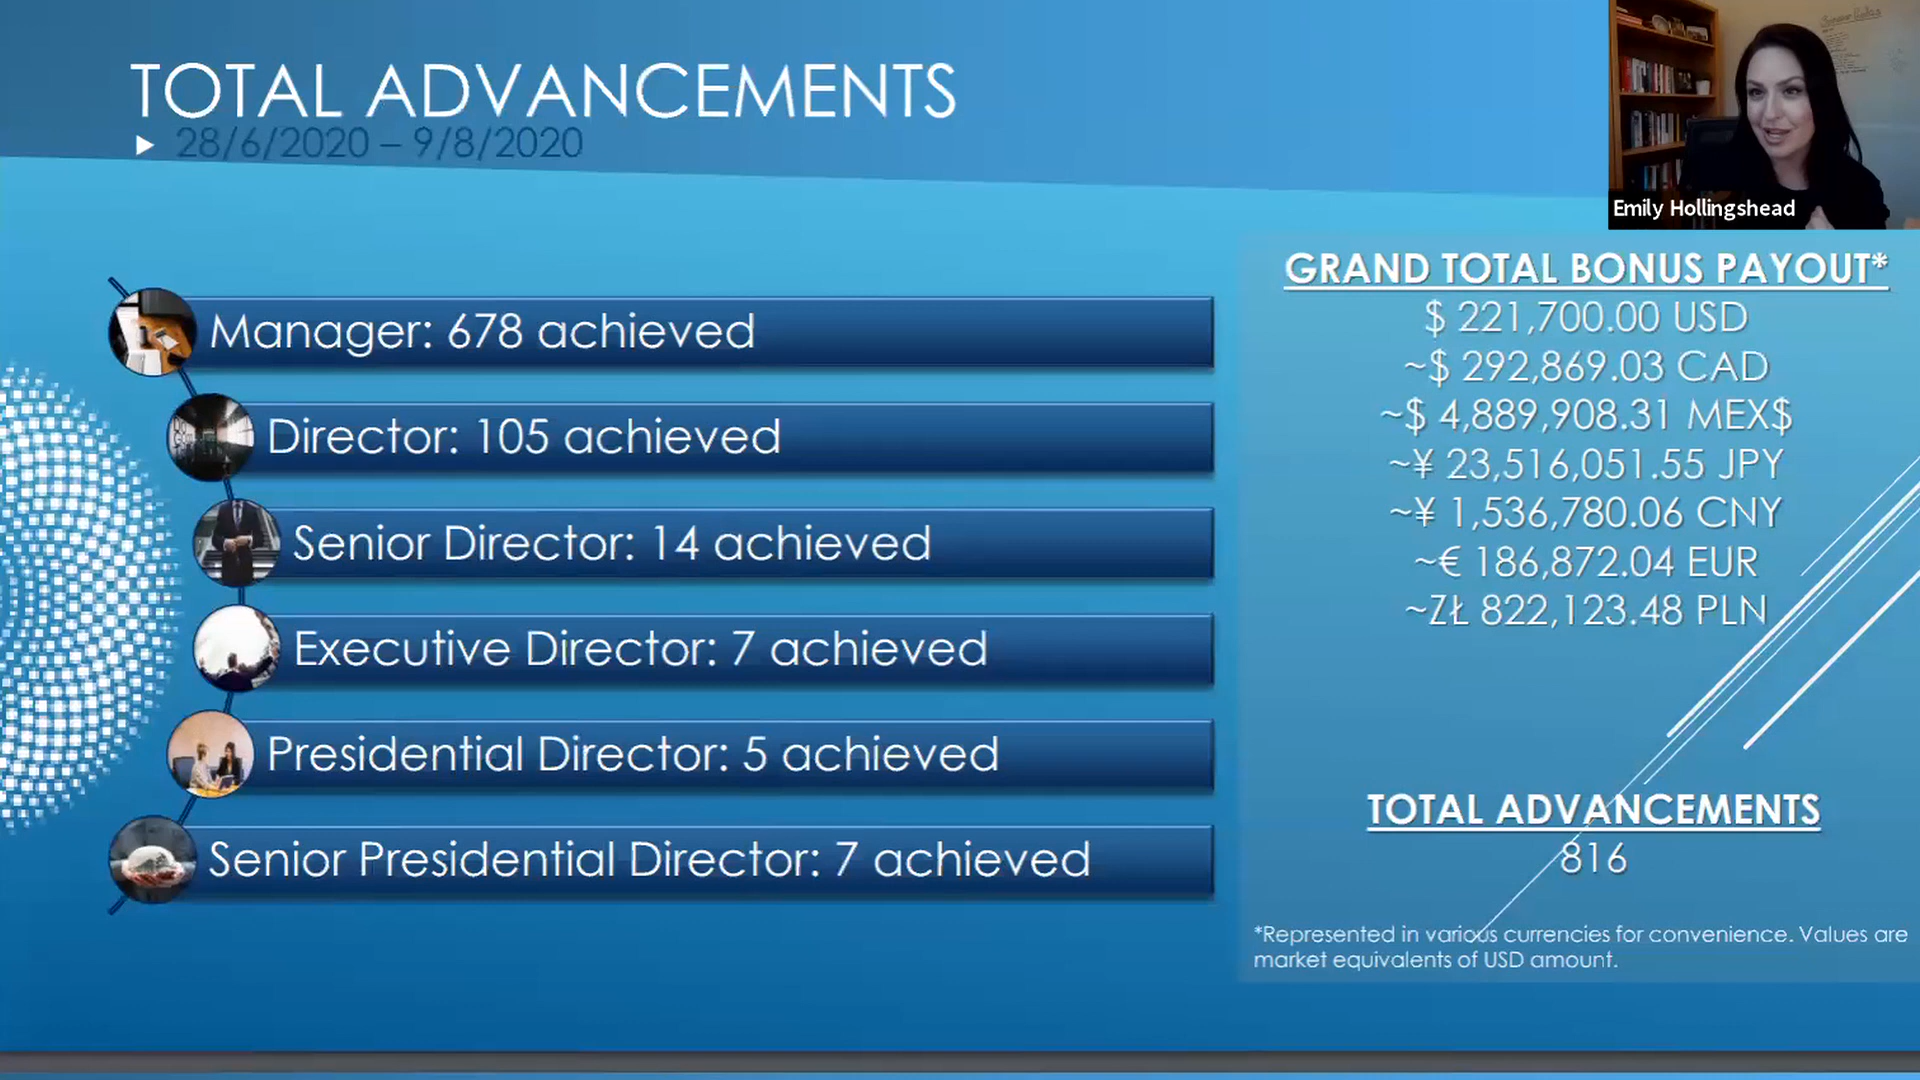 TOTAL ADVANCEMENTS
28/6/2020 – 9/8/2020
Emily Hollingshead
Manager: 678 achieved
Director: 105 achieved
Senior Director: 14 achieved
Executive Director: 7 achieved
Presidential Director: 5 achieved
Senior Presidential Director: 7 achieved
GRAND TOTAL BONUS PAYOUT*
$ 221,700.00 USD
~$ 292,869.03 CAD
~$ 4,889,908.31 MEX$
~¥ 23,516,051.55 JPY
~¥ 1,536,780.06 CNY
~€ 186,872.04 EUR
~ZŁ 822,123.48 PLN
TOTAL ADVANCEMENTS
816
*Represented in various currencies for convenience. Values are
market equivalents of USD amount.